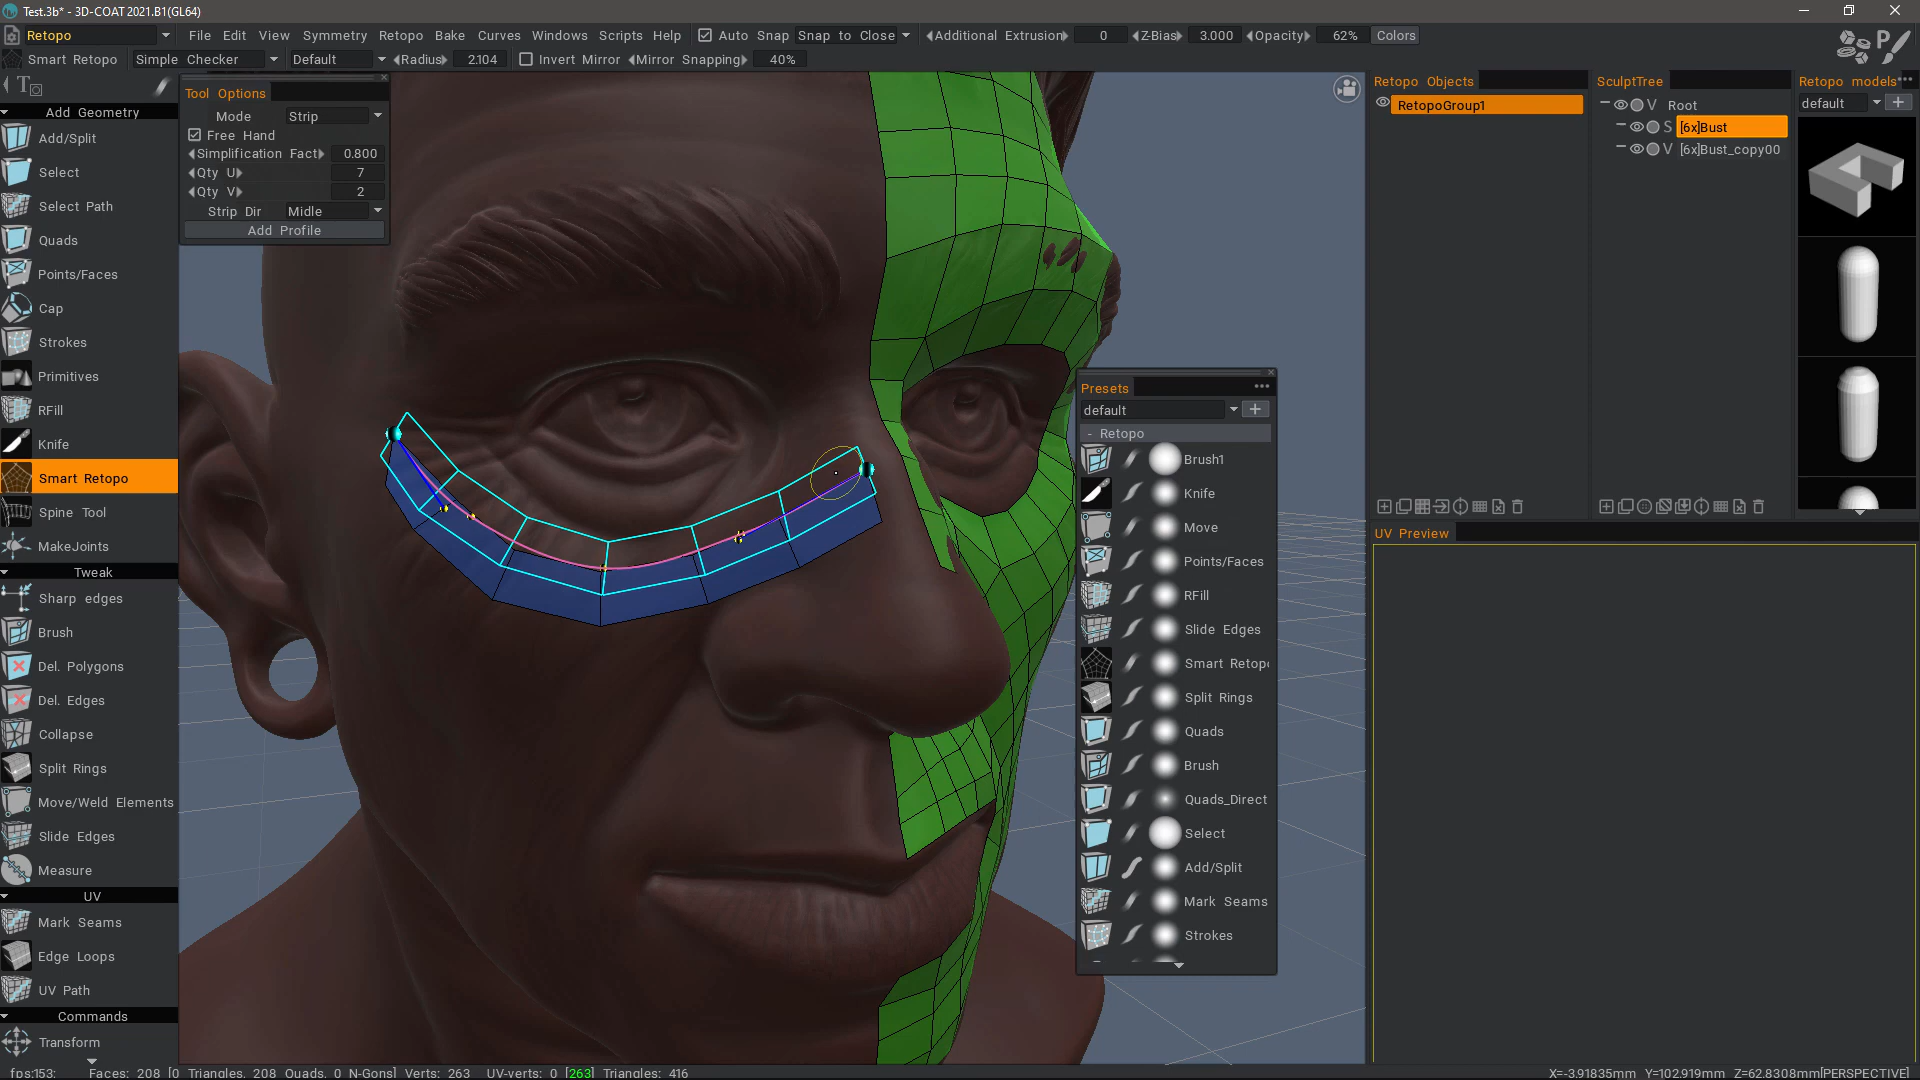 Test.3b* - 3D-COAT 2021.B1(GL64)
Retopo
File Edit View Symmetry Retopo Bake Curves Windows Scripts Help
Auto Snap Snap to Close
Additional Extrusion 0
Z-Bias 3.000
Opacity 62%
Colors
Smart Retopo
Simple Checker
Default
Radius 2.104
Invert Mirror
Mirror Snapping 40%
Add Geometry
Add/Split
Select
Select Path
Quads
Points/Faces
Cap
Strokes
Primitives
RFill
Knife
Smart Retopo
Spine Tool
MakeJoints
Tweak
Sharp edges
Brush
Del. Polygons
Del. Edges
Collapse
Split Rings
Move/Weld Elements
Slide Edges
Measure
UV
Mark Seams
Edge Loops
UV Path
Commands
Transform
Tool Options
Mode Strip
Free Hand
Simplification Fact 0.800
Qty U 7
Qty V 2
Strip Dir Midle
Add Profile
Presets
default
- Retopo
Brush1
Knife
Move
Points/Faces
RFill
Slide Edges
Smart Retop
Split Rings
Quads
Brush
Quads_Direct
Select
Add/Split
Mark Seams
Strokes
Retopo Objects
RetopoGroup1
SculptTree
V Root
S [6x]Bust
V [6x]Bust_copy00
Retopo models
default
UV Preview
fps:153; Faces: 208 [0 Triangles, 208 Quads, 0 N-Gons] Verts: 263 UV-verts: 0 [263] Triangles: 416
X=-3.91835mm Y=102.919mm Z=62.8308mm[PERSPECTIVE]